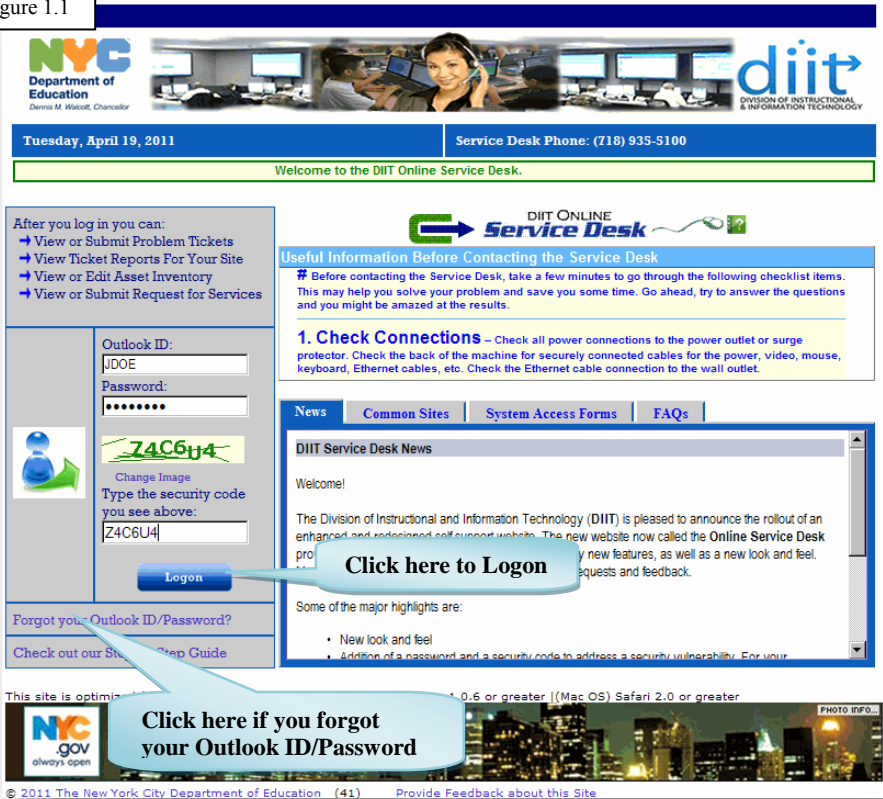 gure 1.1
NYC
Department of
Education
Dennis M. Walcott, Chancellor
diit
DIVISION OF INSTRUCTIONAL
& INFORMATION TECHNOLOGY
Tuesday, April 19, 2011
Service Desk Phone: (718) 935-5100
Welcome to the DIIT Online Service Desk.
After you log in you can:
View or Submit Problem Tickets
View Ticket Reports For Your Site
View or Edit Asset Inventory
View or Submit Request for Services
Outlook ID:
JDOE
Password:
••••••••
Z4C6U4
Change Image
Type the security code
you see above:
Z4C6U4
Logon
Forgot your Outlook ID/Password?
Check out our Step Step Guide
DIIT ONLINE
Service Desk
Useful Information Before Contacting the Service Desk
# Before contacting the Service Desk, take a few minutes to go through the following checklist items.
This may help you solve your problem and save you some time. Go ahead, try to answer the questions
and you might be amazed at the results.
1. Check Connections – Check all power connections to the power outlet or surge
protector. Check the back of the machine for securely connected cables for the power, video, mouse,
keyboard, Ethernet cables, etc. Check the Ethernet cable connection to the wall outlet.
News
Common Sites
System Access Forms
FAQs
DIIT Service Desk News
Welcome!
The Division of Instructional and Information Technology (DIIT) is pleased to announce the rollout of an
enhanced and redesigned self support website. The new website now called the Online Service Desk
new features, as well as a new look and feel.
requests and feedback.
Some of the major highlights are:
• New look and feel
• Addition of a password and a security code to address a security vulnerability. For your
Click here to Logon
This site is 1.0.6 or greater |(Mac OS) Safari 2.0 or greater
Click here if you forgot
your Outlook ID/Password
NYC
.gov
always open
PHOTO INFO...
© 2011 The New York City Department of Education (41) Provide Feedback about this Site